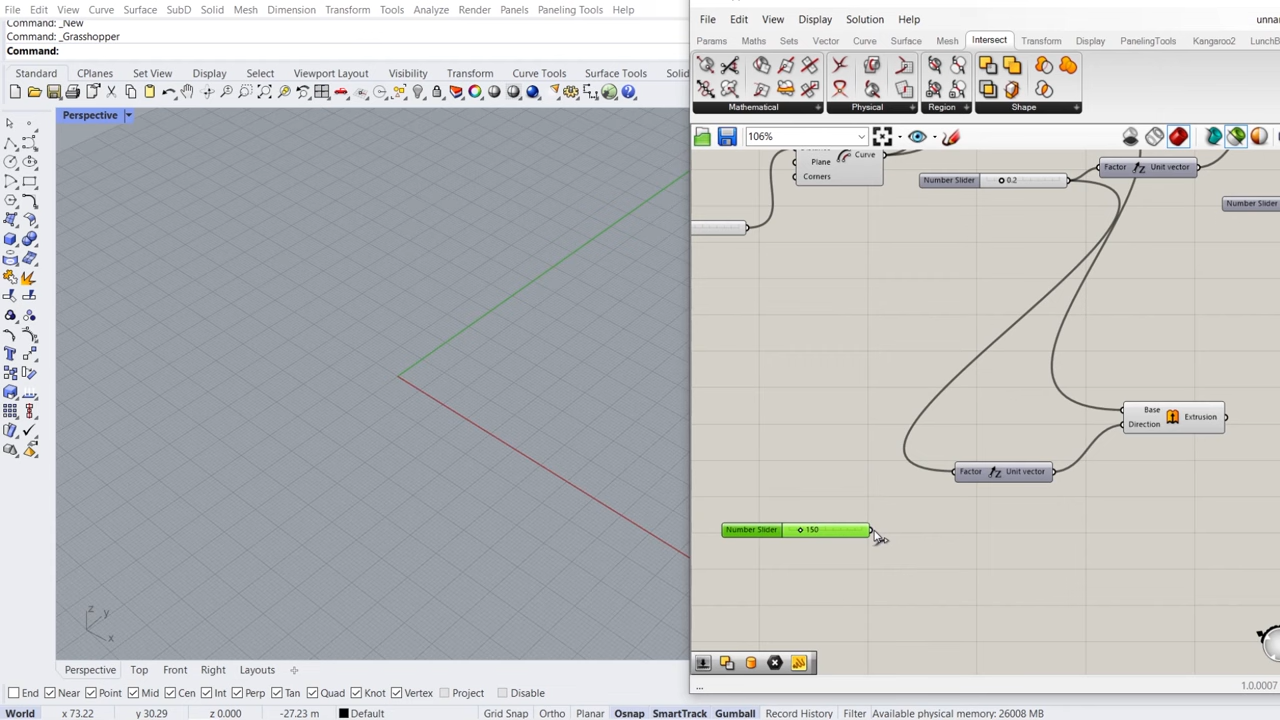 File Edit View Curve Surface SubD Solid Mesh Dimension Transform Tools Analyze Render Panels Paneling Tools Help
Command: _New
Command: _Grasshopper
Command:
Standard CPlanes Set View Display Select Viewport Layout Visibility Transform Curve Tools Surface Tools Solid
Perspective
z
y
x
Perspective Top Front Right Layouts
End Near Point Mid Cen Int Perp Tan Quad Knot Vertex Project Disable
World x 73.22 y 30.29 z 0.000 -27.23 m Default Grid Snap Ortho Planar Osnap SmartTrack Gumball Record History Filter Available physical memory: 26008 MB
File Edit View Display Solution Help
unnar
Params Maths Sets Vector Curve Surface Mesh Intersect Transform Display PanelingTools Kangaroo2 LunchB
Mathematical Physical Region Shape
106%
Plane Curve
Corners
Number Slider 0.2
Factor Unit vector
Number Slider
Base Extrusion
Direction
Factor Unit vector
Number Slider 150
...
1.0.0007